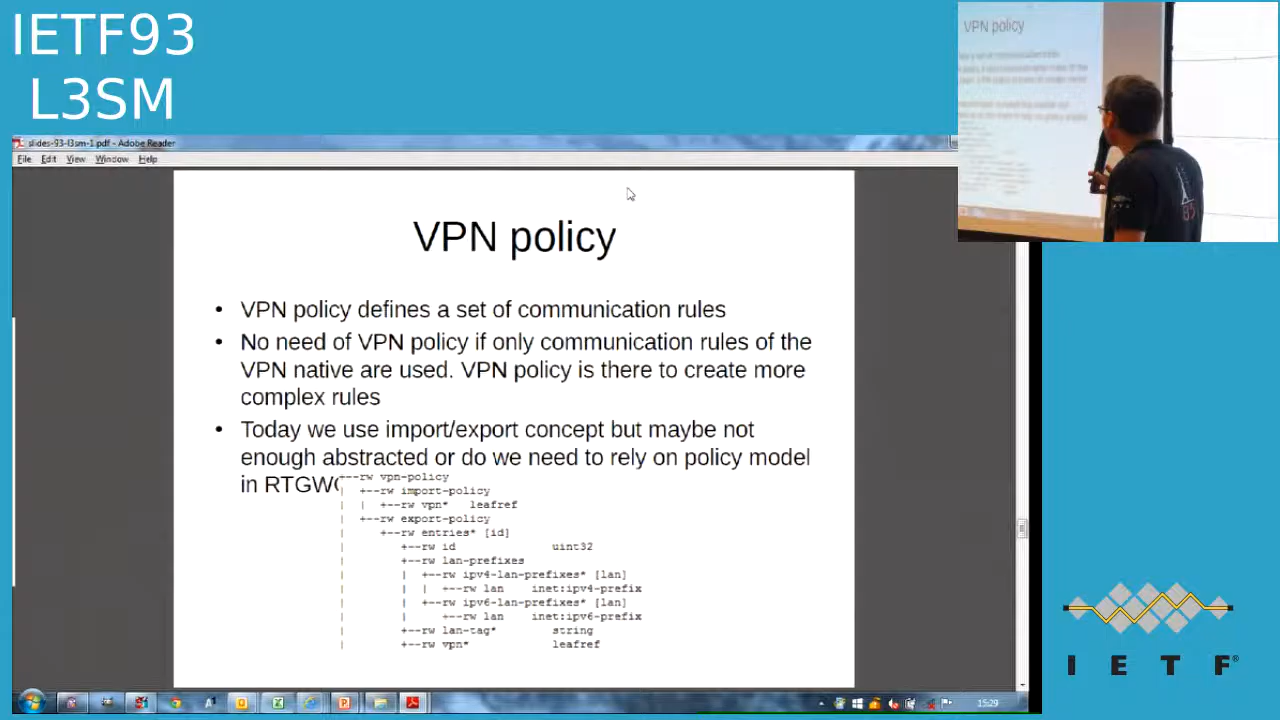 IETF93
L3SM
slides-93-l3sm-1.pdf - Adobe Reader
File Edit View Window Help
VPN policy
• VPN policy defines a set of communication rules
• No need of VPN policy if only communication rules of the
VPN native are used. VPN policy is there to create more
complex rules
• Today we use import/export concept but maybe not
enough abstracted or do we need to rely on policy model
in RTGW
+--rw vpn-policy
| +--rw import-policy
| | +--rw vpn* leafref
| +--rw export-policy
| +--rw entries* [id]
| +--rw id uint32
| +--rw lan-prefixes
| | +--rw ipv4-lan-prefixes* [lan]
| | | +--rw lan inet:ipv4-prefix
| | +--rw ipv6-lan-prefixes* [lan]
| | +--rw lan inet:ipv6-prefix
| +--rw lan-tag* string
| +--rw vpn* leafref
15:29
VPN policy
83
I E T F®